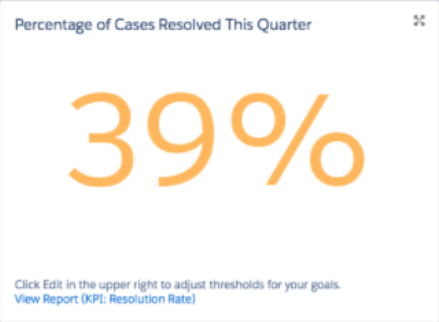 Percentage of Cases Resolved This Quarter
39%
Click Edit in the upper right to adjust thresholds for your goals.
View Report (KPI: Resolution Rate)